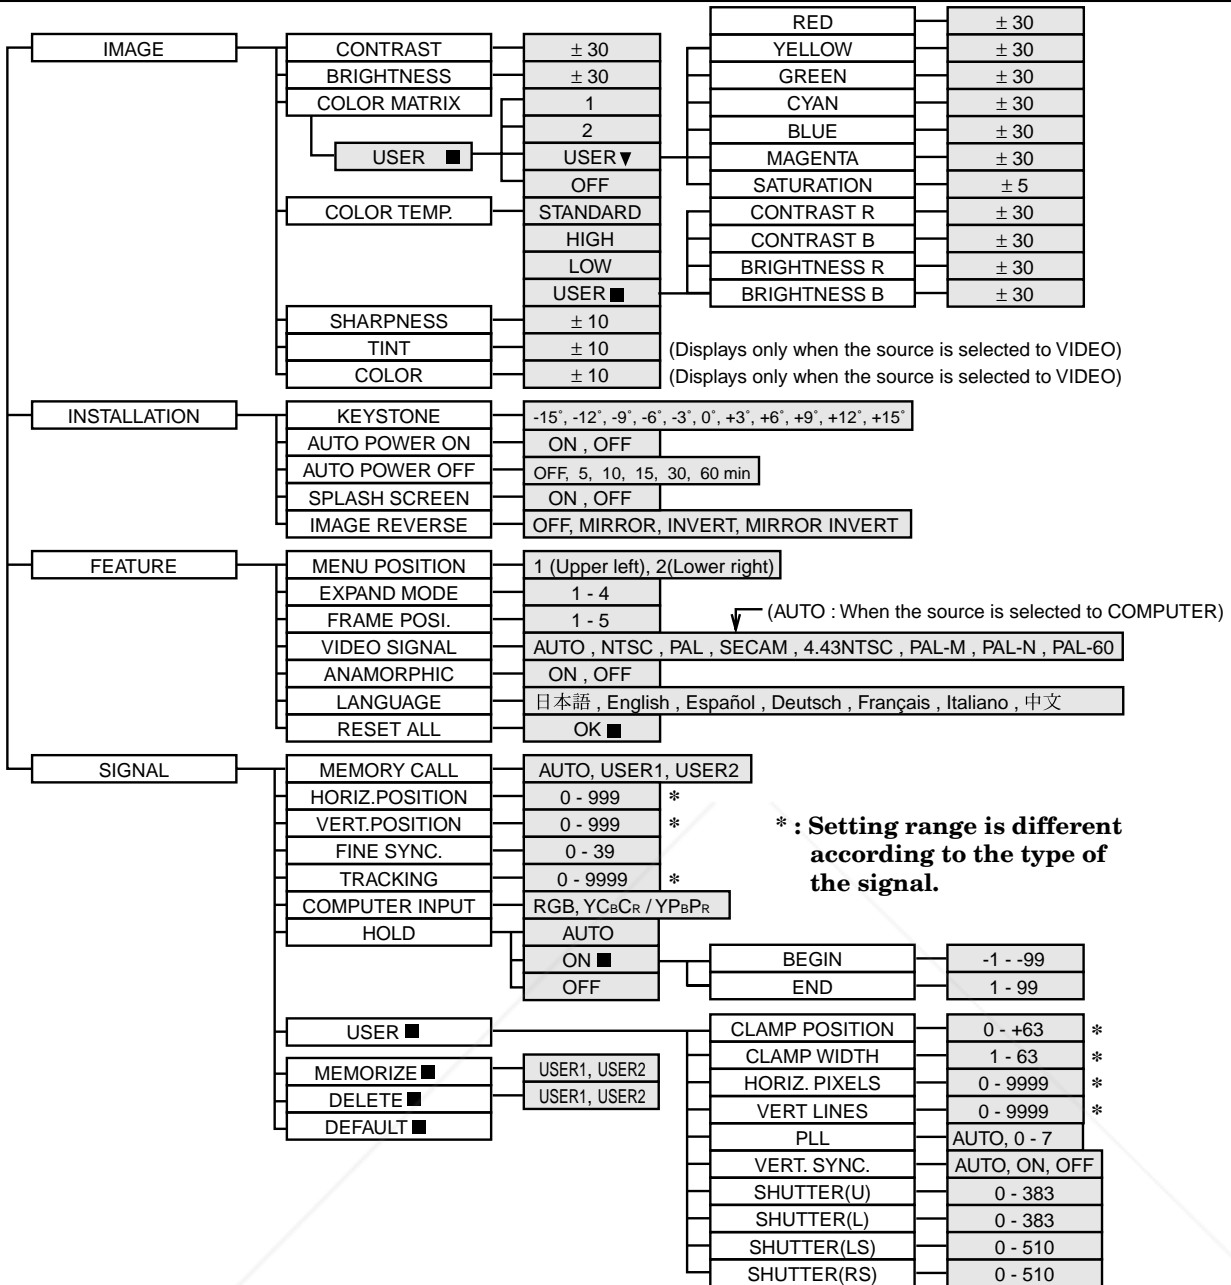 RED ± 30
IMAGE CONTRAST ± 30 YELLOW ± 30
BRIGHTNESS ± 30 GREEN ± 30
COLOR MATRIX 1 CYAN ± 30
2 BLUE ± 30
USER ■ USER▼ MAGENTA ± 30
OFF SATURATION ± 5
COLOR TEMP. STANDARD CONTRAST R ± 30
HIGH CONTRAST B ± 30
LOW BRIGHTNESS R ± 30
USER■ BRIGHTNESS B ± 30
SHARPNESS ± 10
TINT ± 10 (Displays only when the source is selected to VIDEO)
COLOR ± 10 (Displays only when the source is selected to VIDEO)
INSTALLATION KEYSTONE -15˚, -12˚, -9˚, -6˚, -3˚, 0˚, +3˚, +6˚, +9˚, +12˚, +15˚
AUTO POWER ON ON , OFF
AUTO POWER OFF OFF, 5, 10, 15, 30, 60 min
SPLASH SCREEN ON , OFF
IMAGE REVERSE OFF, MIRROR, INVERT, MIRROR INVERT
FEATURE MENU POSITION 1 (Upper left), 2(Lower right)
EXPAND MODE 1 - 4
FRAME POSI. 1 - 5 (AUTO : When the source is selected to COMPUTER)
VIDEO SIGNAL AUTO , NTSC , PAL , SECAM , 4.43NTSC , PAL-M , PAL-N , PAL-60
ANAMORPHIC ON , OFF
LANGUAGE 日本語 , English , Español , Deutsch , Français , Italiano , 中文
RESET ALL OK ■
SIGNAL MEMORY CALL AUTO, USER1, USER2
HORIZ.POSITION 0 - 999 *
VERT.POSITION 0 - 999 *
FINE SYNC. 0 - 39
TRACKING 0 - 9999 *
* : Setting range is different
according to the type of
the signal.
COMPUTER INPUT RGB, YCBCR / YPBPR
HOLD AUTO
ON ■ BEGIN -1 - -99
OFF END 1 - 99
USER ■ CLAMP POSITION 0 - +63 *
CLAMP WIDTH 1 - 63 *
MEMORIZE ■ USER1, USER2 HORIZ. PIXELS 0 - 9999 *
DELETE ■ USER1, USER2 VERT LINES 0 - 9999 *
DEFAULT ■ PLL AUTO, 0 - 7
VERT. SYNC. AUTO, ON, OFF
SHUTTER(U) 0 - 383
SHUTTER(L) 0 - 383
SHUTTER(LS) 0 - 510
SHUTTER(RS) 0 - 510